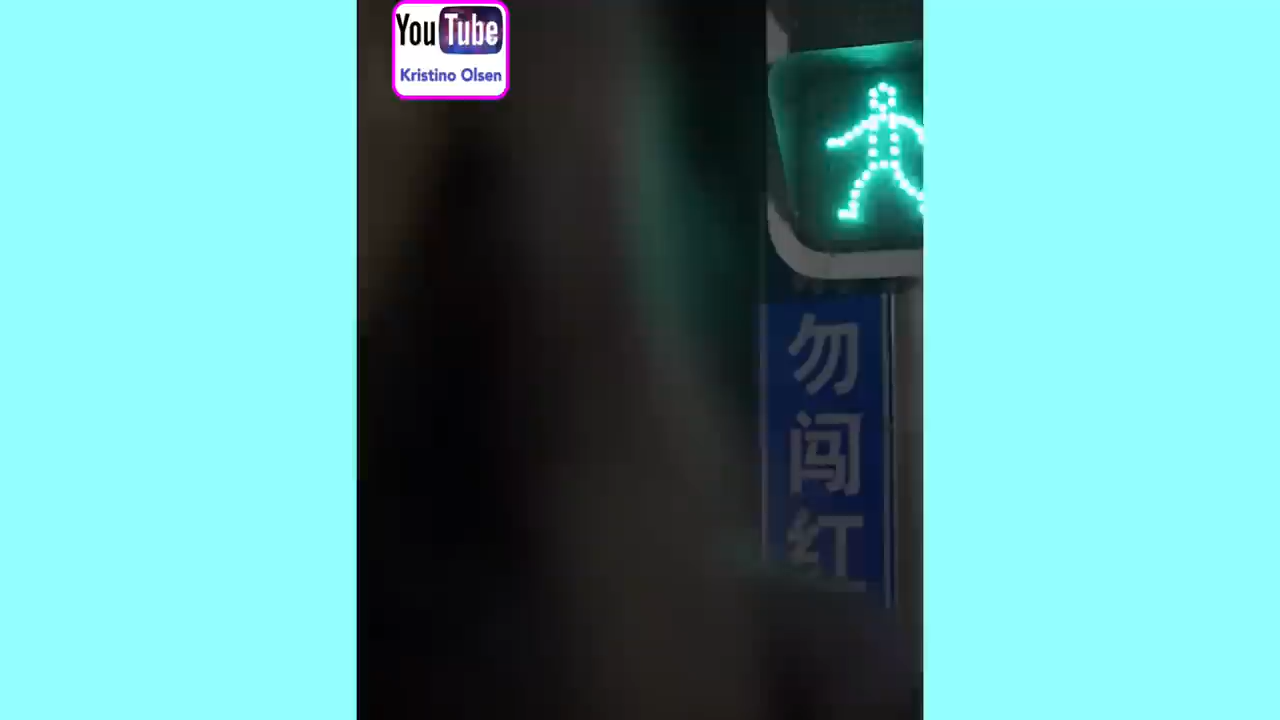 YouTube
Kristino Olsen
勿
闯
红